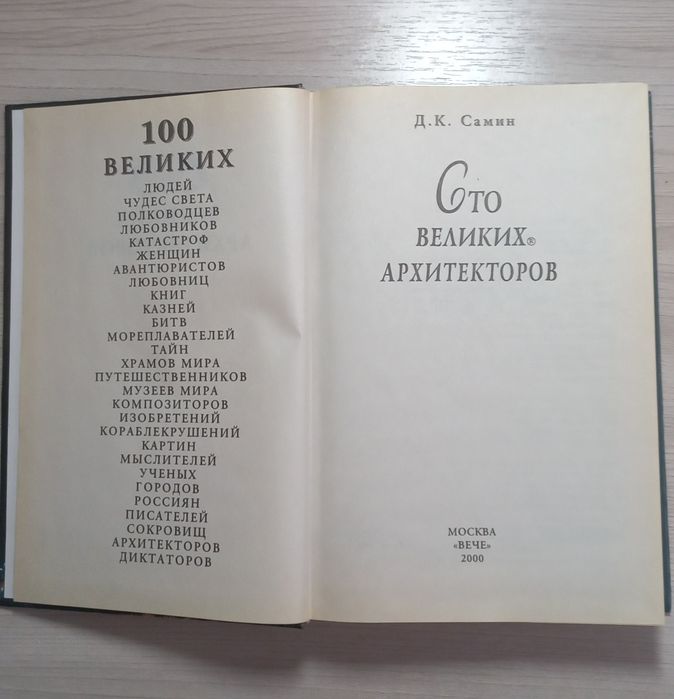 100
ВЕЛИКИХ
ЛЮДЕЙ
ЧУДЕС СВЕТА
ПОЛКОВОДЦЕВ
ЛЮБОВНИКОВ
КАТАСТРОФ
ЖЕНЩИН
АВАНТЮРИСТОВ
ЛЮБОВНИЦ
КНИГ
КАЗНЕЙ
БИТВ
МОРЕПЛАВАТЕЛЕЙ
ТАЙН
ХРАМОВ МИРА
ПУТЕШЕСТВЕННИКОВ
МУЗЕЕВ МИРА
КОМПОЗИТОРОВ
ИЗОБРЕТЕНИЙ
КОРАБЛЕКРУШЕНИЙ
КАРТИН
МЫСЛИТЕЛЕЙ
УЧЕНЫХ
ГОРОДОВ
РОССИЯН
ПИСАТЕЛЕЙ
СОКРОВИЩ
АРХИТЕКТОРОВ
ДИКТАТОРОВ
Д.К. Самин
Сто
ВЕЛИКИХ®
АРХИТЕКТОРОВ
МОСКВА
«ВЕЧЕ»
2000